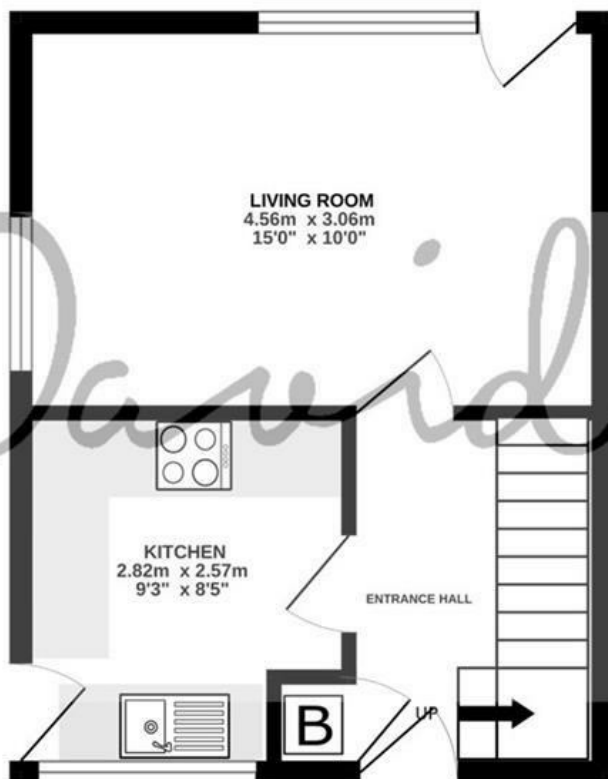 LIVING ROOM
4.56m x 3.06m
15'0" x 10'0"
David
KITCHEN
2.82m x 2.57m
9'3" x 8'5"
ENTRANCE HALL
UP
B